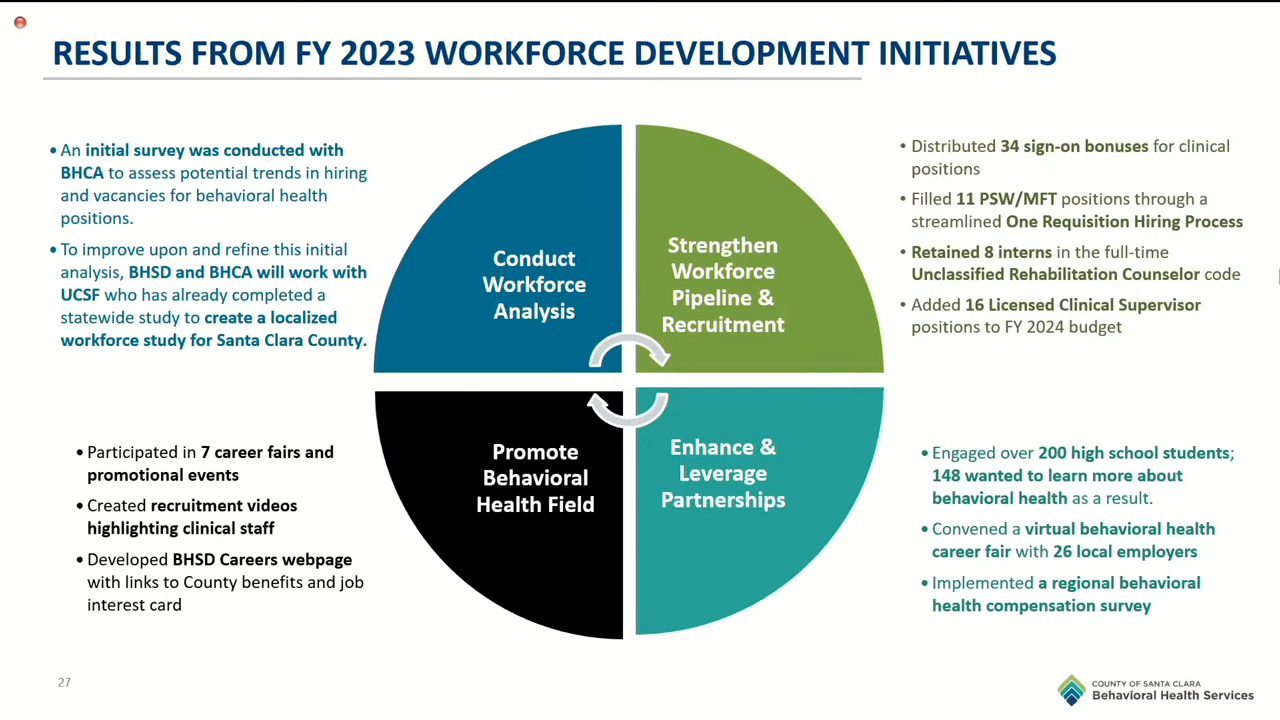 RESULTS FROM FY 2023 WORKFORCE DEVELOPMENT INITIATIVES
• An initial survey was conducted with
BHCA to assess potential trends in hiring
and vacancies for behavioral health
positions.
• To improve upon and refine this initial
analysis, BHSD and BHCA will work with
UCSF who has already completed a
statewide study to create a localized
workforce study for Santa Clara County.
Conduct
Workforce
Analysis
Strengthen
Workforce
Pipeline &
Recruitment
• Distributed 34 sign-on bonuses for clinical
positions
• Filled 11 PSW/MFT positions through a
streamlined One Requisition Hiring Process
• Retained 8 interns in the full-time
Unclassified Rehabilitation Counselor code
• Added 16 Licensed Clinical Supervisor
positions to FY 2024 budget
• Participated in 7 career fairs and
promotional events
• Created recruitment videos
highlighting clinical staff
• Developed BHSD Careers webpage
with links to County benefits and job
interest card
Promote
Behavioral
Health Field
Enhance &
Leverage
Partnerships
• Engaged over 200 high school students;
148 wanted to learn more about
behavioral health as a result.
• Convened a virtual behavioral health
career fair with 26 local employers
• Implemented a regional behavioral
health compensation survey
27
COUNTY OF SANTA CLARA
Behavioral Health Services